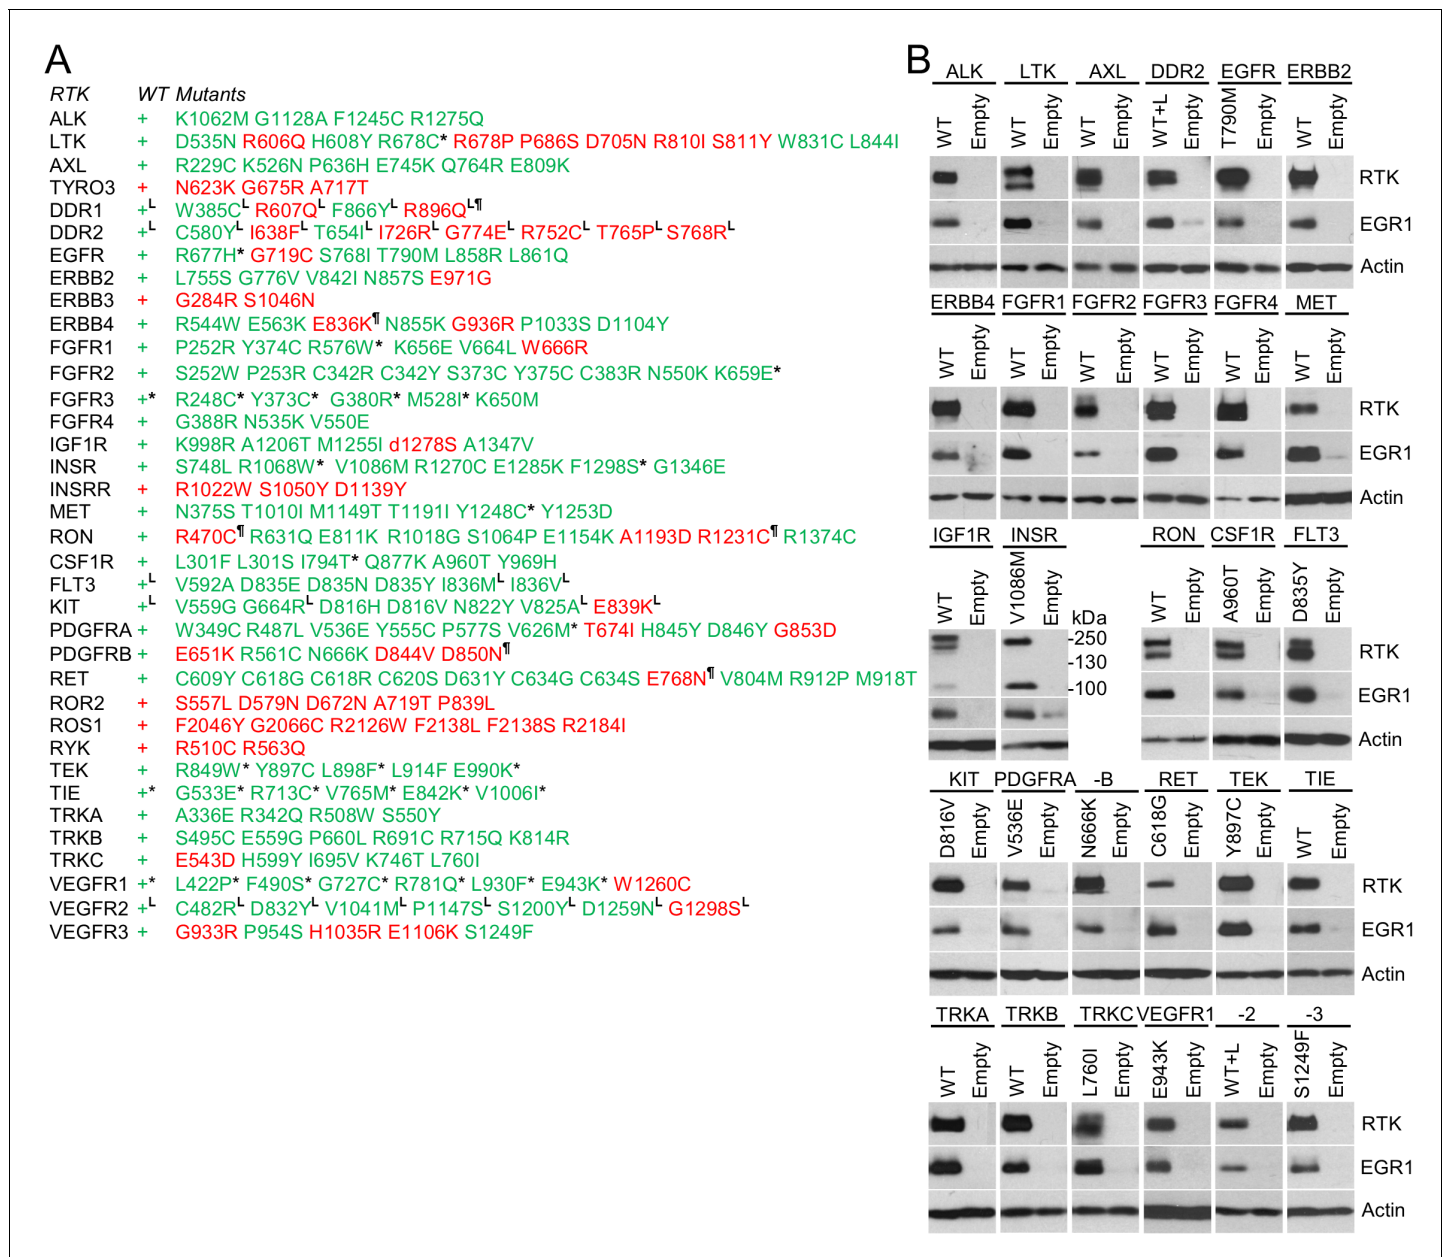 A
RTK WT Mutants
ALK + K1062M G1128A F1245C R1275Q
LTK + D535N R606Q H608Y R678C* R678P P686S D705N R810I S811Y W831C L844I
AXL + R229C K526N P636H E745K Q764R E809K
TYRO3 + N623K G675R A717T
DDR1 +L W385CL R607QL F866YL R896QL¶
DDR2 +L C580YL I638FL T654IL I726RL G774EL R752CL T765PL S768RL
EGFR + R677H* G719C S768I T790M L858R L861Q
ERBB2 + L755S G776V V842I N857S E971G
ERBB3 + G284R S1046N
ERBB4 + R544W E563K E836K¶ N855K G936R P1033S D1104Y
FGFR1 + P252R Y374C R576W* K656E V664L W666R
FGFR2 + S252W P253R C342R C342Y S373C Y375C C383R N550K K659E*
FGFR3 +* R248C* Y373C* G380R* M528I* K650M
FGFR4 + G388R N535K V550E
IGF1R + K998R A1206T M1255I d1278S A1347V
INSR + S748L R1068W* V1086M R1270C E1285K F1298S* G1346E
INSRR + R1022W S1050Y D1139Y
MET + N375S T1010I M1149T T1191I Y1248C* Y1253D
RON + R470C¶ R631Q E811K R1018G S1064P E1154K A1193D R1231C¶ R1374C
CSF1R + L301F L301S I794T* Q877K A960T Y969H
FLT3 +L V592A D835E D835N D835Y I836ML I836VL
KIT +L V559G G664RL D816H D816V N822Y V825AL E839KL
PDGFRA + W349C R487L V536E Y555C P577S V626M* T674I H845Y D846Y G853D
PDGFRB + E651K R561C N666K D844V D850N¶
RET + C609Y C618G C618R C620S D631Y C634G C634S E768N¶ V804M R912P M918T
ROR2 + S557L D579N D672N A719T P839L
ROS1 + F2046Y G2066C R2126W F2138L F2138S R2184I
RYK + R510C R563Q
TEK + R849W* Y897C L898F* L914F E990K*
TIE +* G533E* R713C* V765M* E842K* V1006I*
TRKA + A336E R342Q R508W S550Y
TRKB + S495C E559G P660L R691C R715Q K814R
TRKC + E543D H599Y I695V K746T L760I
VEGFR1 +* L422P* F490S* G727C* R781Q* L930F* E943K* W1260C
VEGFR2 +L C482RL D832YL V1041ML P1147SL S1200YL D1259NL G1298SL
VEGFR3 + G933R P954S H1035R E1106K S1249F
B
ALK LTK AXL DDR2 EGFR ERBB2
WT Empty WT Empty WT Empty WT+L Empty T790M Empty WT Empty
RTK
EGR1
Actin
ERBB4 FGFR1 FGFR2 FGFR3 FGFR4 MET
WT Empty WT Empty WT Empty WT Empty WT Empty WT Empty
RTK
EGR1
Actin
IGF1R INSR RON CSF1R FLT3
WT Empty V1086M Empty WT Empty A960T Empty D835Y Empty
kDa
-250
-130
-100
RTK
EGR1
Actin
KIT PDGFRA -B RET TEK TIE
D816V Empty V536E Empty N666K Empty C618G Empty Y897C Empty WT Empty
RTK
EGR1
Actin
TRKA TRKB TRKC VEGFR1 -2 -3
WT Empty WT Empty L760I Empty E943K Empty WT+L Empty S1249F Empty
RTK
EGR1
Actin